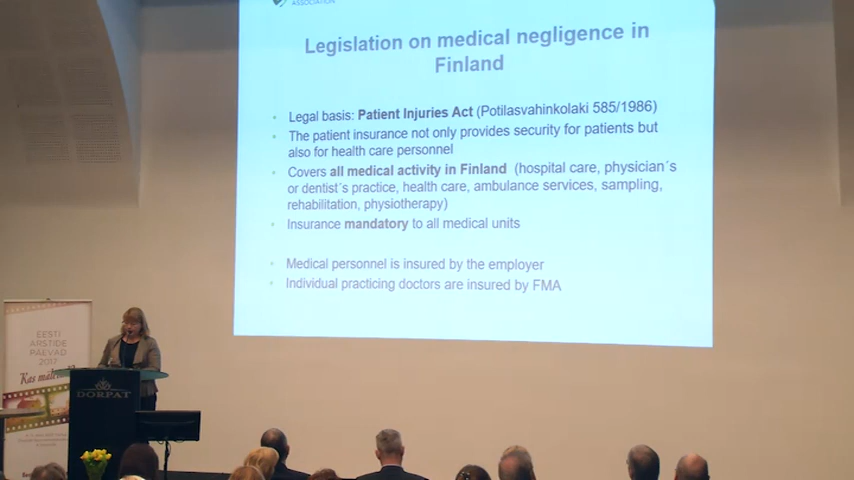 ASSOCIATION
Legislation on medical negligence in
Finland
• Legal basis: Patient Injuries Act (Potilasvahinkolaki 585/1986)
• The patient insurance not only provides security for patients but
also for health care personnel
• Covers all medical activity in Finland (hospital care, physician´s
or dentist´s practice, health care, ambulance services, sampling,
rehabilitation, physiotherapy)
• Insurance mandatory to all medical units
• Medical personnel is insured by the employer
• Individual practicing doctors are insured by FMA
EESTI
ARSTIDE
PÄEVAD
2017
Kas mäletad
DORPAT